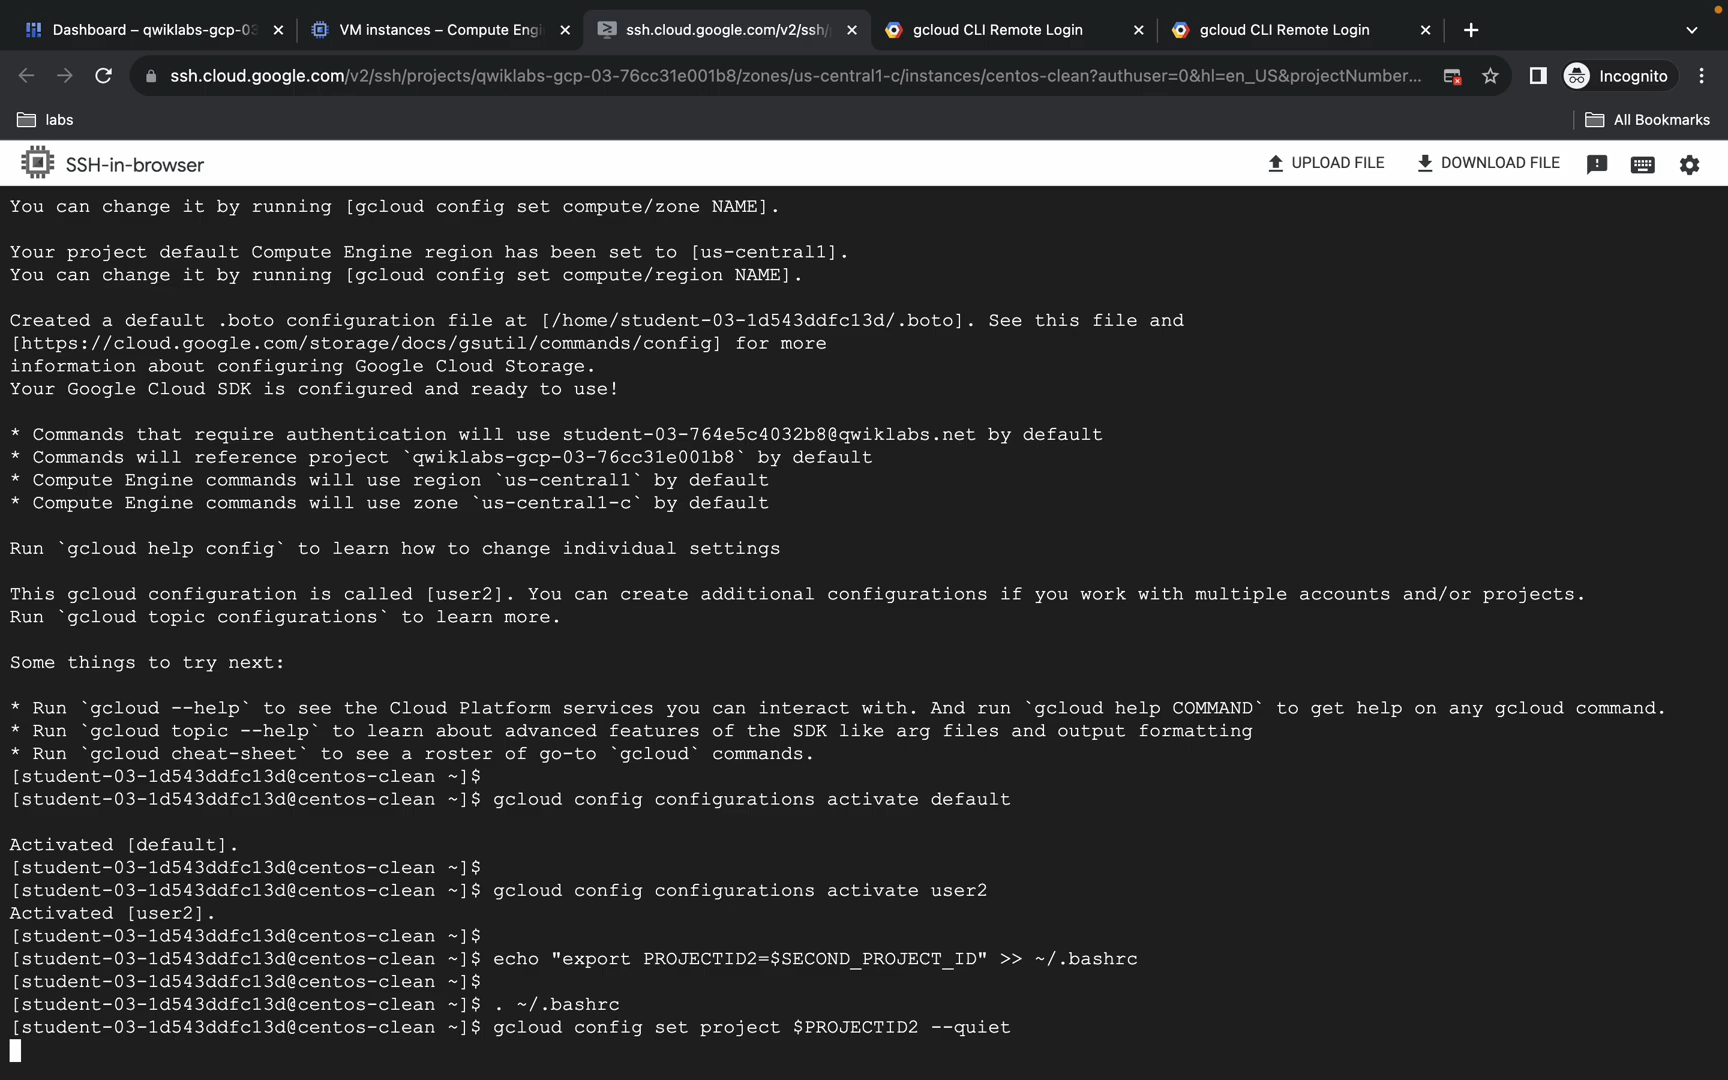 Dashboard – qwiklabs-gcp-03
VM instances – Compute Engi
ssh.cloud.google.com/v2/ssh/
gcloud CLI Remote Login
gcloud CLI Remote Login
ssh.cloud.google.com/v2/ssh/projects/qwiklabs-gcp-03-76cc31e001b8/zones/us-central1-c/instances/centos-clean?authuser=0&hl=en_US&projectNumber...
Incognito
labs
All Bookmarks
SSH-in-browser
UPLOAD FILE
DOWNLOAD FILE
You can change it by running [gcloud config set compute/zone NAME].
Your project default Compute Engine region has been set to [us-central1].
You can change it by running [gcloud config set compute/region NAME].
Created a default .boto configuration file at [/home/student-03-1d543ddfc13d/.boto]. See this file and
[https://cloud.google.com/storage/docs/gsutil/commands/config] for more
information about configuring Google Cloud Storage.
Your Google Cloud SDK is configured and ready to use!
* Commands that require authentication will use student-03-764e5c4032b8@qwiklabs.net by default
* Commands will reference project `qwiklabs-gcp-03-76cc31e001b8` by default
* Compute Engine commands will use region `us-central1` by default
* Compute Engine commands will use zone `us-central1-c` by default
Run `gcloud help config` to learn how to change individual settings
This gcloud configuration is called [user2]. You can create additional configurations if you work with multiple accounts and/or projects.
Run `gcloud topic configurations` to learn more.
Some things to try next:
* Run `gcloud --help` to see the Cloud Platform services you can interact with. And run `gcloud help COMMAND` to get help on any gcloud command.
* Run `gcloud topic --help` to learn about advanced features of the SDK like arg files and output formatting
* Run `gcloud cheat-sheet` to see a roster of go-to `gcloud` commands.
[student-03-1d543ddfc13d@centos-clean ~]$
[student-03-1d543ddfc13d@centos-clean ~]$ gcloud config configurations activate default
Activated [default].
[student-03-1d543ddfc13d@centos-clean ~]$
[student-03-1d543ddfc13d@centos-clean ~]$ gcloud config configurations activate user2
Activated [user2].
[student-03-1d543ddfc13d@centos-clean ~]$
[student-03-1d543ddfc13d@centos-clean ~]$ echo "export PROJECTID2=$SECOND_PROJECT_ID" >> ~/.bashrc
[student-03-1d543ddfc13d@centos-clean ~]$
[student-03-1d543ddfc13d@centos-clean ~]$ . ~/.bashrc
[student-03-1d543ddfc13d@centos-clean ~]$ gcloud config set project $PROJECTID2 --quiet